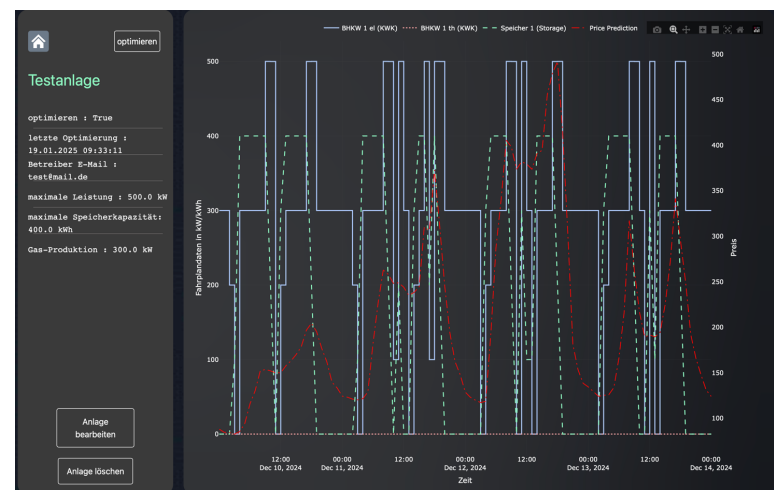 optimieren
Testanlage
optimieren : True
letzte Optimierung :
19.01.2025 09:33:11
Betreiber E-Mail :
test@mail.de
maximale Leistung : 500.0 kW
maximale Speicherkapazität:
400.0 kWh
Gas-Produktion : 300.0 kW
Anlage
bearbeiten
Anlage löschen
BHKW 1 el (KWK) BHKW 1 th (KWK) Speicher 1 (Storage) Price Prediction
Fahrplandaten in kW/kWh
500
400
300
200
100
0
500
450
400
350
300
250
200
150
100
Preis
12:00 00:00 12:00 00:00 12:00 00:00 12:00 00:00
Dec 10, 2024 Dec 11, 2024 Dec 12, 2024 Dec 13, 2024 Dec 14, 2024
Zeit